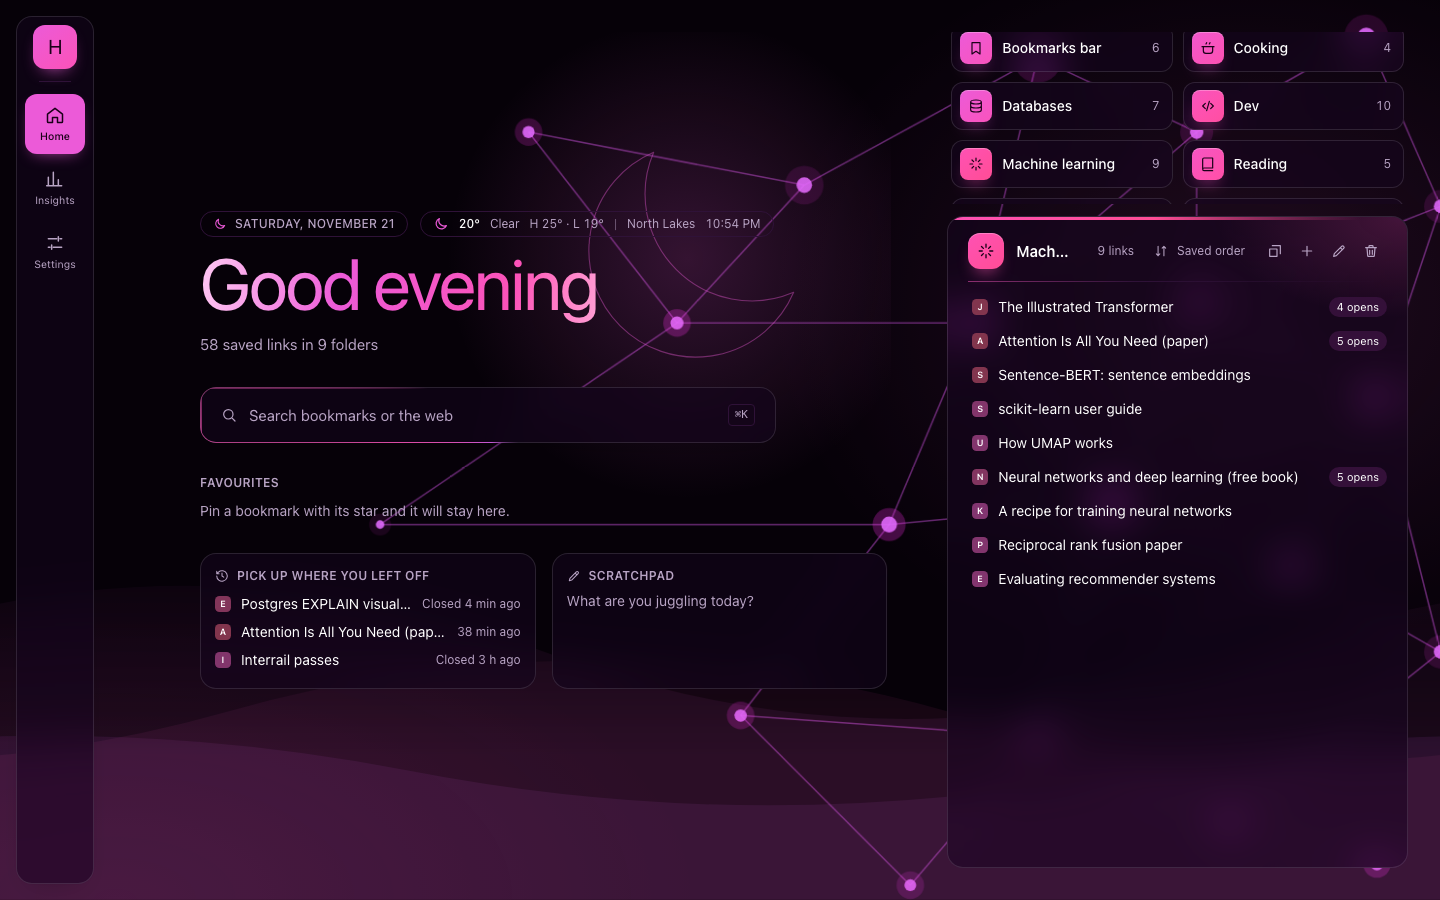 H
Home
Insights
Settings
SATURDAY, NOVEMBER 21
20° Clear H 25° · L 19° | North Lakes 10:54 PM
Good evening
58 saved links in 9 folders
Search bookmarks or the web ⌘K
FAVOURITES
Pin a bookmark with its star and it will stay here.
PICK UP WHERE YOU LEFT OFF
E Postgres EXPLAIN visual... Closed 4 min ago
A Attention Is All You Need (pap... 38 min ago
I Interrail passes Closed 3 h ago
SCRATCHPAD
What are you juggling today?
Bookmarks bar 6
Cooking 4
Databases 7
Dev 10
Machine learning 9
Reading 5
Mach... 9 links Saved order
J The Illustrated Transformer 4 opens
A Attention Is All You Need (paper) 5 opens
S Sentence-BERT: sentence embeddings
S scikit-learn user guide
U How UMAP works
N Neural networks and deep learning (free book) 5 opens
K A recipe for training neural networks
P Reciprocal rank fusion paper
E Evaluating recommender systems